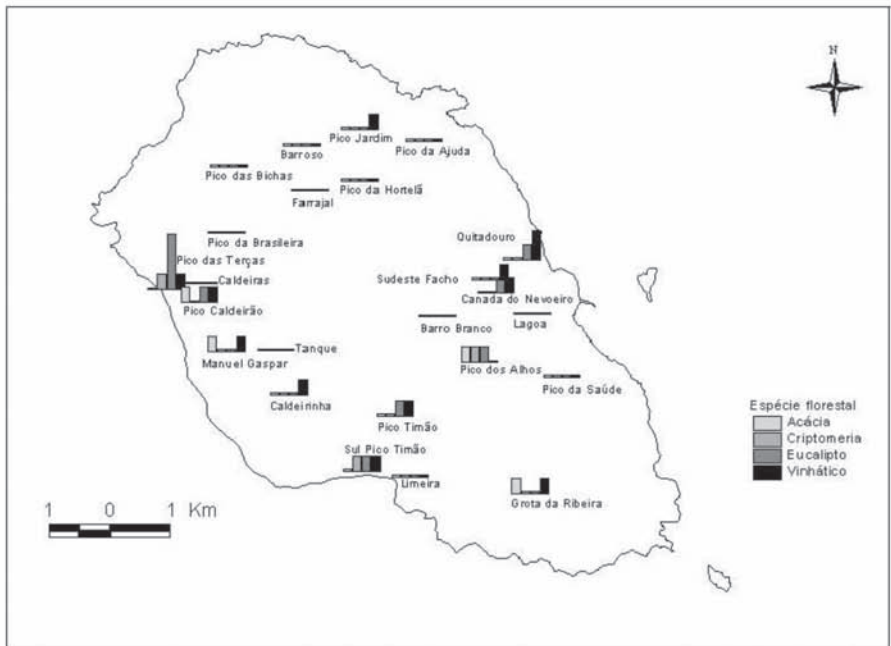 N
Pico Jardim
Barroso
Pico da Ajuda
Pico das Bichas
Pico da Hortelã
Farrajal
Pico da Brasileira
Quitadouro
Pico das Terças
Caldeiras
Sudeste Facho
Canada do Nevoeiro
Pico Caldeirão
Barro Branco
Lagoa
Tanque
Manuel Gaspar
Pico dos Alhos
Pico da Saúde
Caldeirinha
Pico Timão
Sul Pico Timão
Limeira
Grota da Ribeira
Espécie florestal
Acácia
Criptomeria
Eucalipto
Vinhático
1 0 1 Km